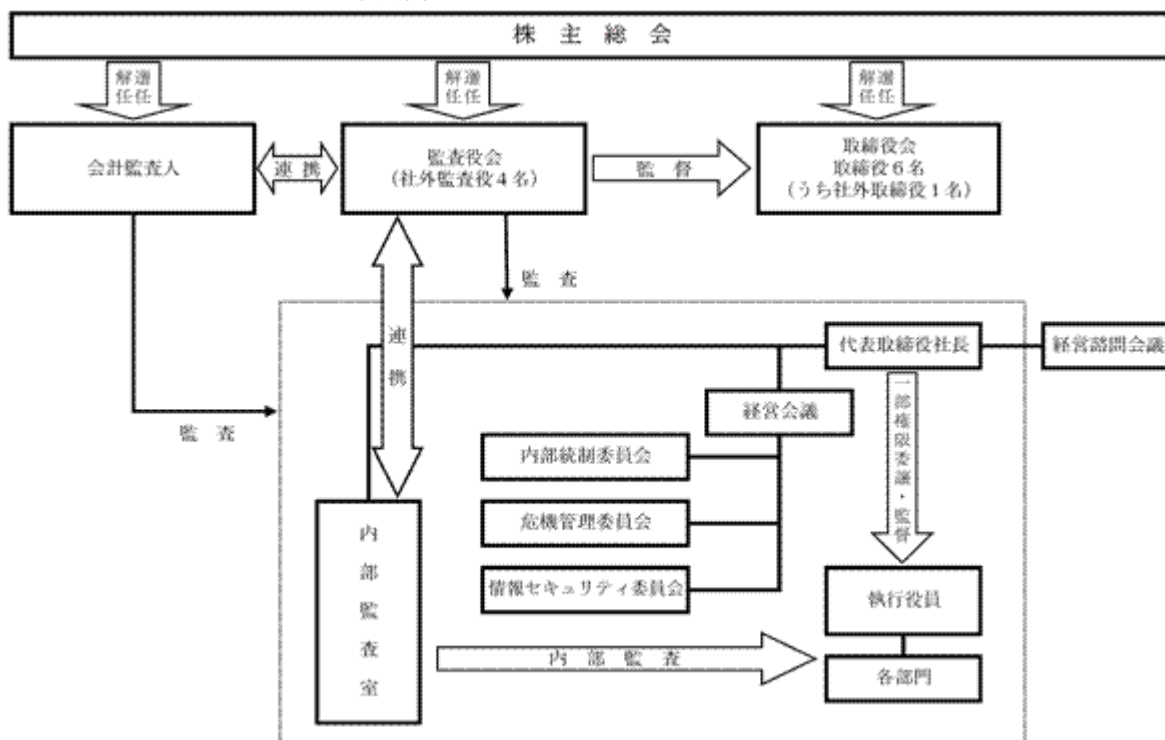 株主総会
解選
任任
解選
任任
解選
任任
会計監査人
連携
監査役会
(社外監査役4名)
監督
取締役会
取締役6名
(うち社外取締役1名)
監査
連携
代表取締役社長
経営諮問会議
経営会議
監査
一部権限委譲・監督
内部統制委員会
危機管理委員会
内部監査室
情報セキュリティ委員会
執行役員
内部監査
各部門